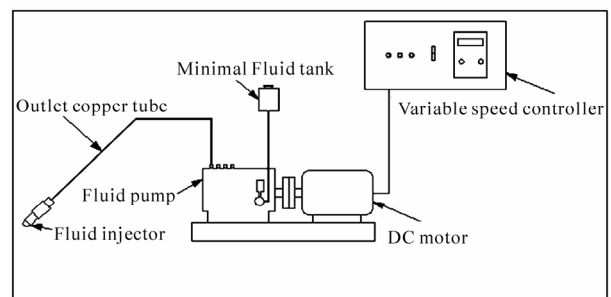 Minimal Fluid tank
Outlet copper tube
Variable speed controller
Fluid pump
Fluid injector
DC motor